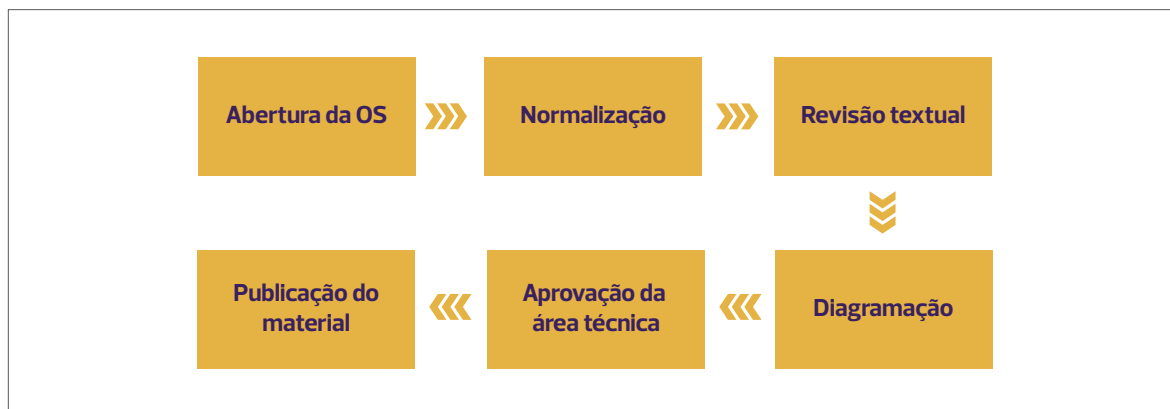 Abertura da OS
Normalização
Revisão textual
Diagramação
Aprovação da
área técnica
Publicação do
material